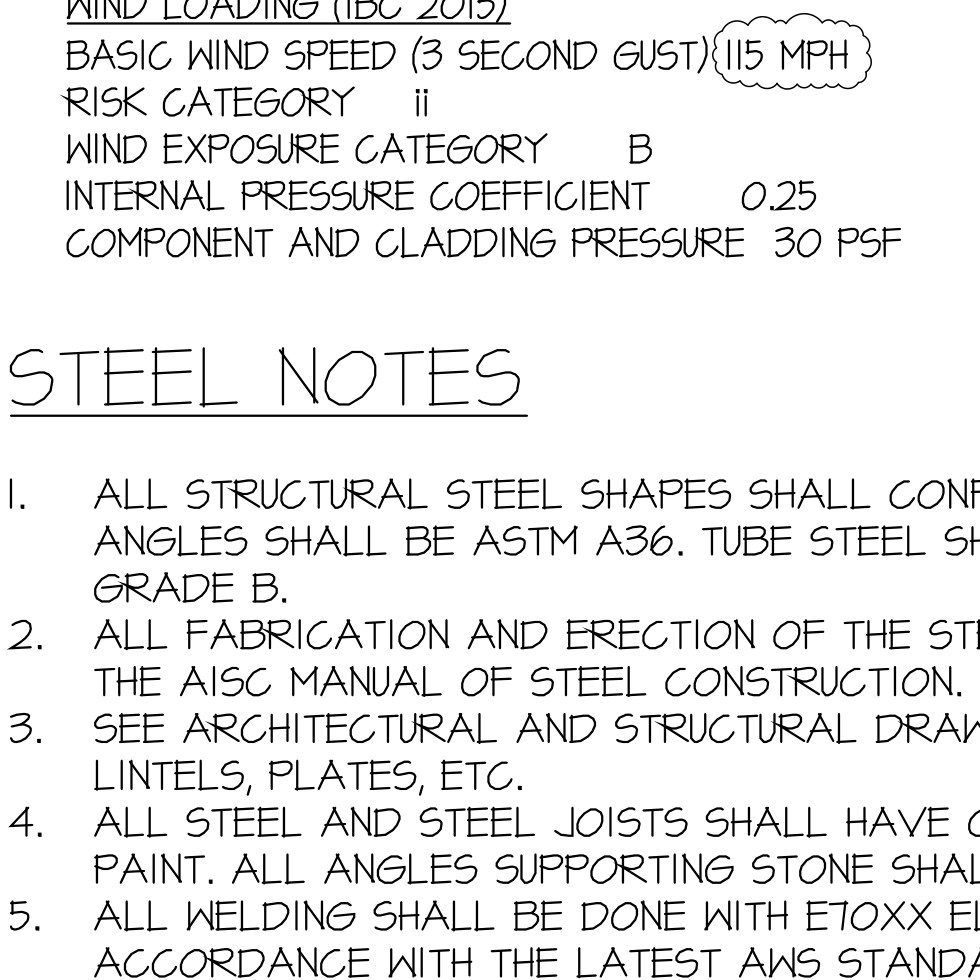 WIND LOADING (IBC 2015)
BASIC WIND SPEED (3 SECOND GUST) 115 MPH
RISK CATEGORY ii
WIND EXPOSURE CATEGORY B
INTERNAL PRESSURE COEFFICIENT 0.25
COMPONENT AND CLADDING PRESSURE 30 PSF
STEEL NOTES
1. ALL STRUCTURAL STEEL SHAPES SHALL CONF
ANGLES SHALL BE ASTM A36. TUBE STEEL SH
GRADE B.
2. ALL FABRICATION AND ERECTION OF THE STE
THE AISC MANUAL OF STEEL CONSTRUCTION.
3. SEE ARCHITECTURAL AND STRUCTURAL DRAW
LINTELS, PLATES, ETC.
4. ALL STEEL AND STEEL JOISTS SHALL HAVE
PAINT. ALL ANGLES SUPPORTING STONE SHAL
5. ALL WELDING SHALL BE DONE WITH E70XX EL
ACCORDANCE WITH THE LATEST AWS STANDA